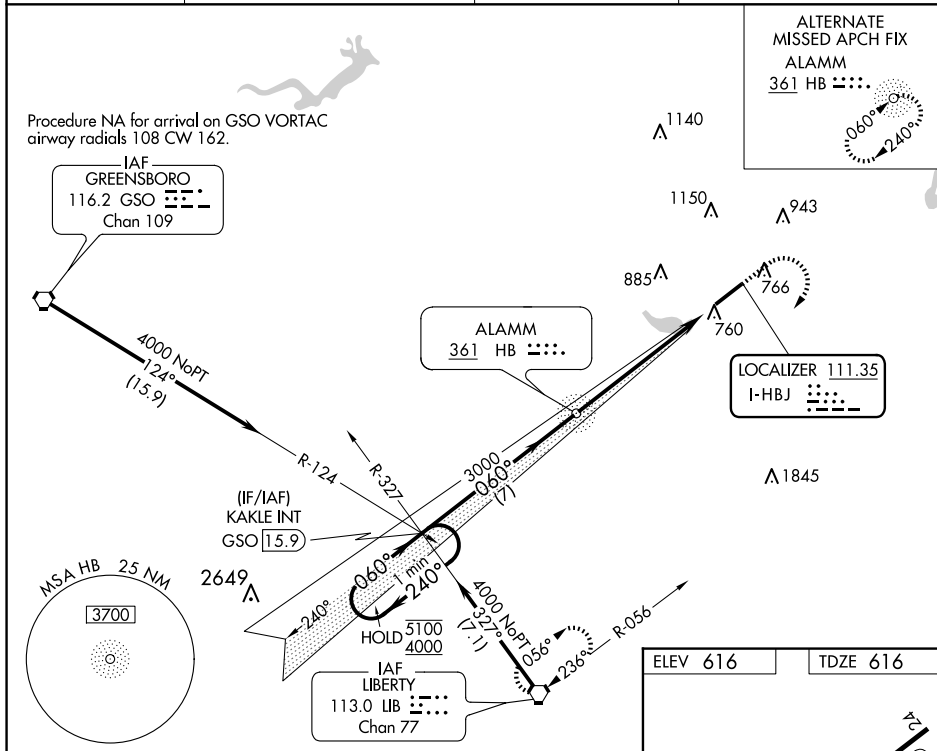 ALTERNATE
MISSED APCH FIX
ALAMM
361 HB
060°
240°
Procedure NA for arrival on GSO VORTAC
airway radials 108 CW 162.
IAF
GREENSBORO
116.2 GSO
Chan 109
1140
1150
943
885
766
760
ALAMM
361 HB
LOCALIZER 111.35
I-HBJ
4000 NoPT
124°
(15.9)
R-124
R-327
3000
060°
(7)
1845
(IF/IAF)
KAKLE INT
GSO 15.9
2649
060°
1 min
240°
240°
HOLD 5100
4000
4000 NoPT
327°
(7.1)
056°
236°
R-056
MSA HB 25 NM
3700
IAF
LIBERTY
113.0 LIB
Chan 77
ELEV 616
TDZE 616
24